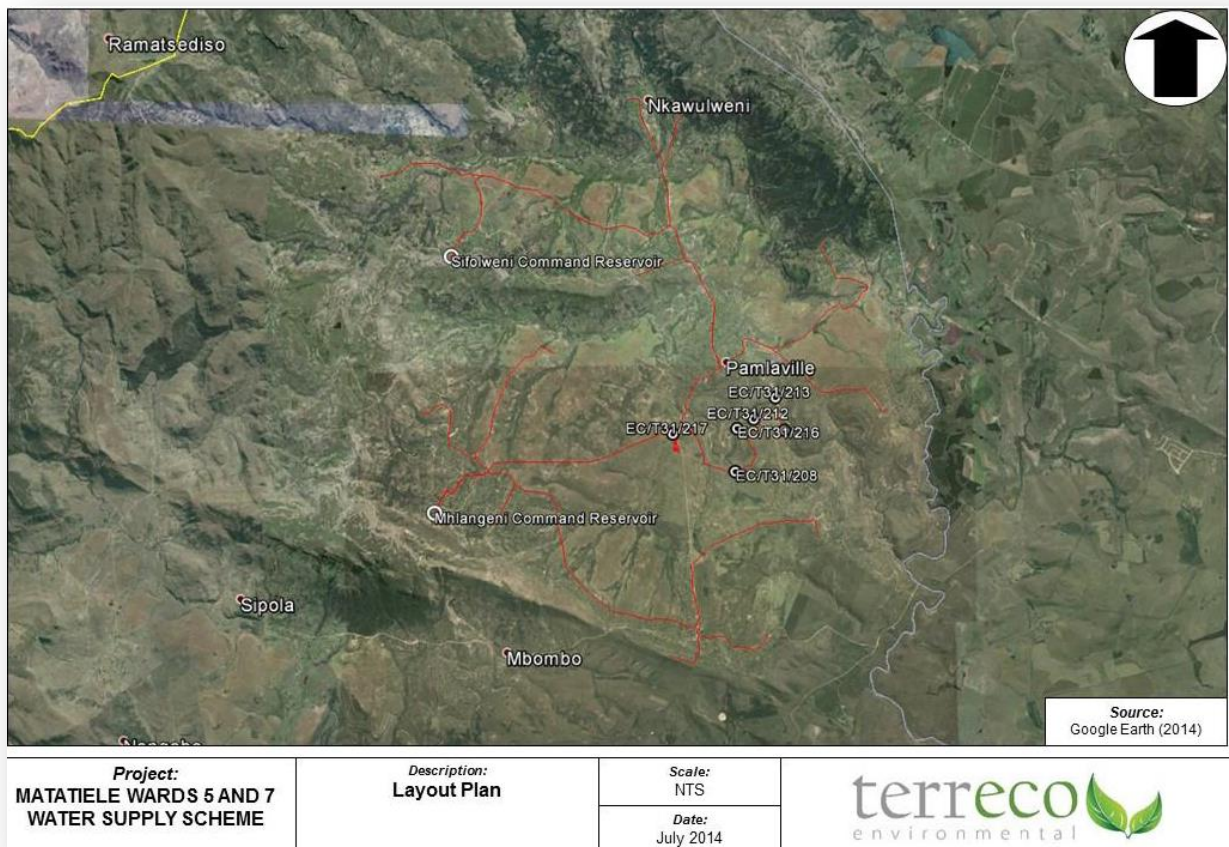 Ramatsediso
Nkawulweni
Sifolweni Command Reservoir
Pamlaville
EC/T31/213
EC/T31/212
EC/T31/217
EC/T31/216
EC/T31/208
Mhlangeni Command Reservoir
Sipola
Mbombo
Source:
Google Earth (2014)
Project:
MATATIELE WARDS 5 AND 7
WATER SUPPLY SCHEME
Description:
Layout Plan
Scale:
NTS
Date:
July 2014
terreco
environmental